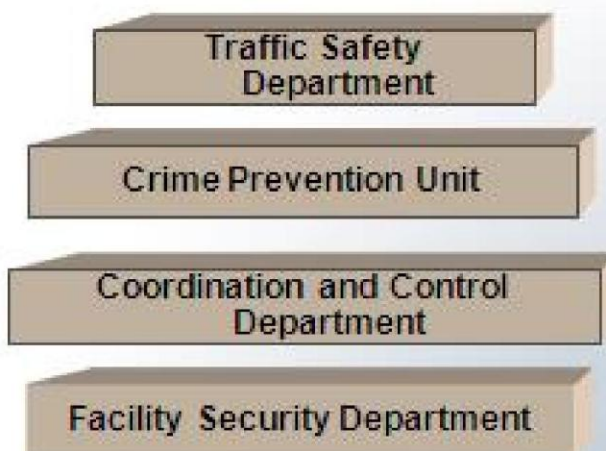 Traffic Safety
Department
Crime Prevention Unit
Coordination and Control
Department
Facility Security Department